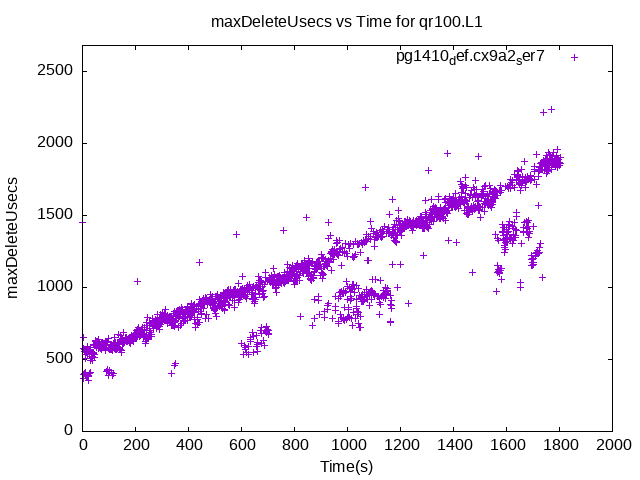 maxDeleteUsecs vs Time for qr100.L1
pg1410def.cx9a2ser7
2500
2000
1500
1000
500
0
maxDeleteUsecs
0 200 400 600 800 1000 1200 1400 1600 1800 2000
Time(s)